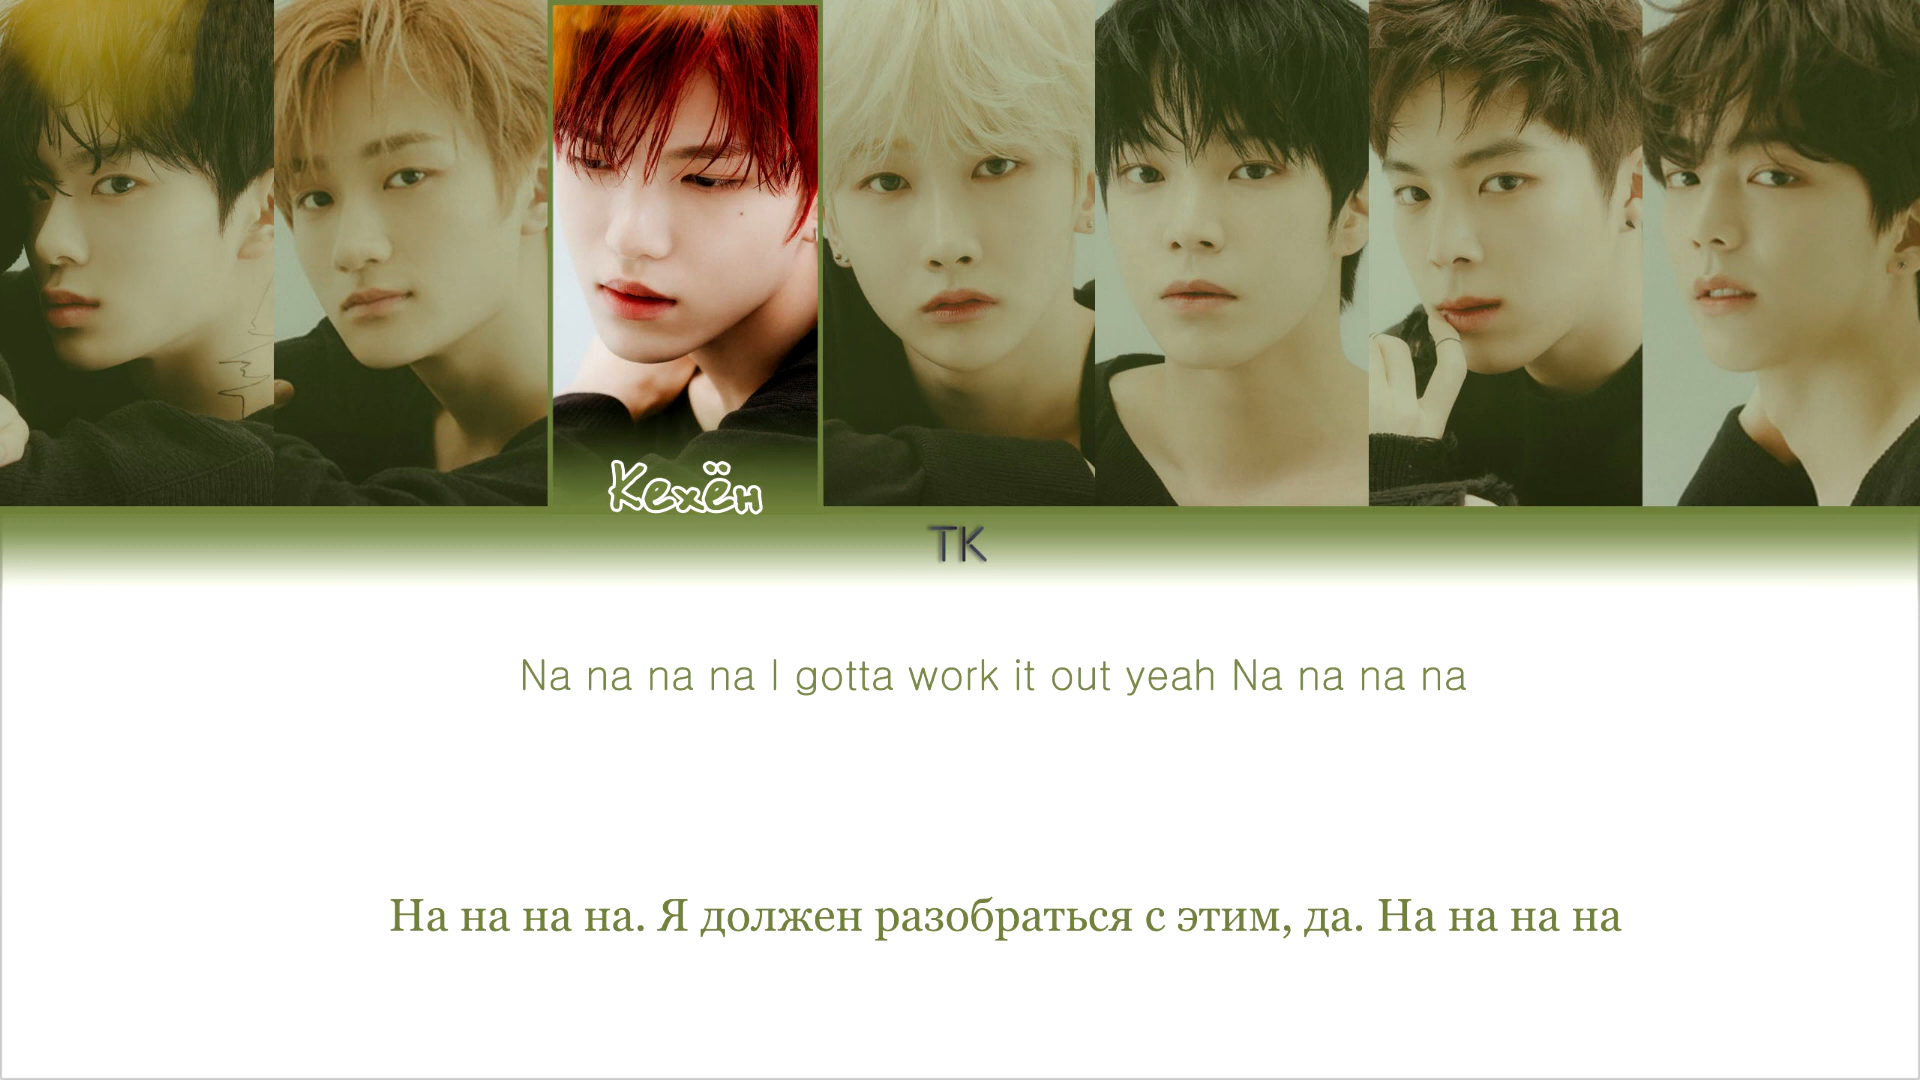 Кехён
TK
Na na na na I gotta work it out yeah Na na na na
На на на на. Я должен разобраться с этим, да. На на на на